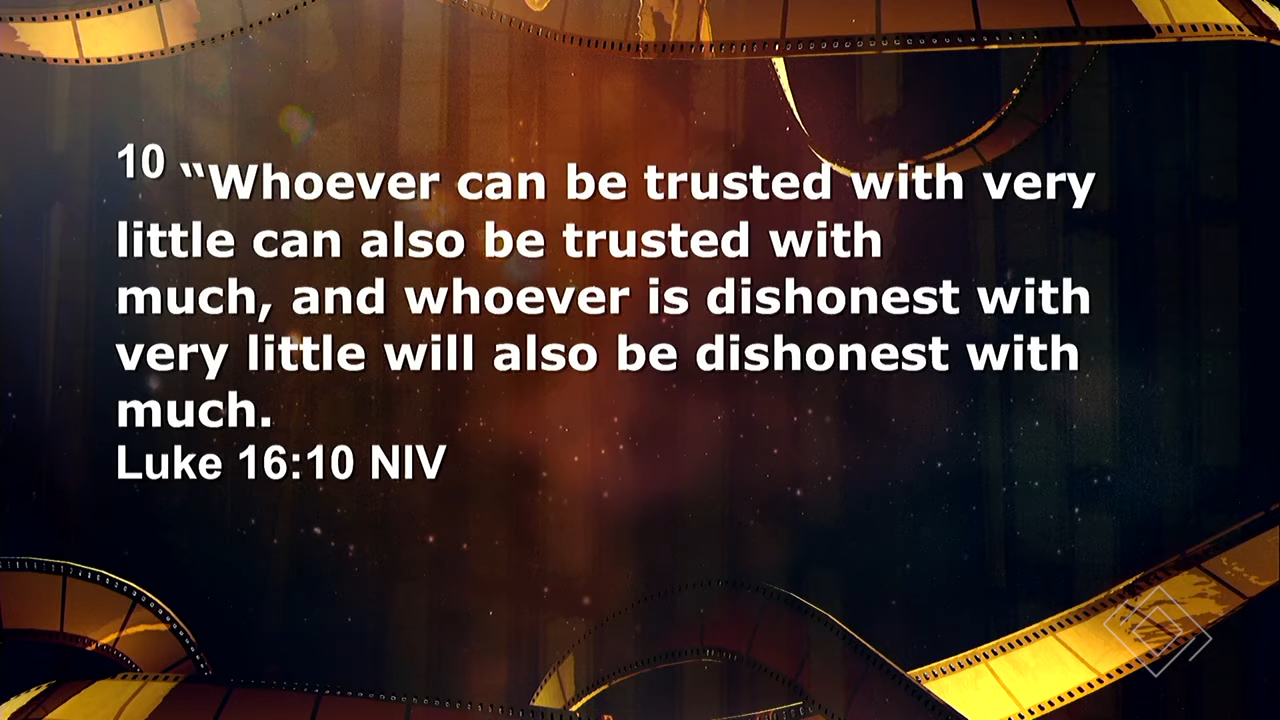 10 “Whoever can be trusted with very
little can also be trusted with
much, and whoever is dishonest with
very little will also be dishonest with
much.
Luke 16:10 NIV